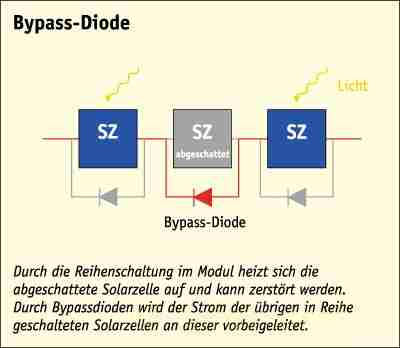 Bypass-Diode
Licht
SZ
SZ
abgeschattet
SZ
Bypass-Diode
Durch die Reihenschaltung im Modul heizt sich die
abgeschattete Solarzelle auf und kann zerstört werden.
Durch Bypassdioden wird der Strom der übrigen in Reihe
geschalteten Solarzellen an dieser vorbeigeleitet.